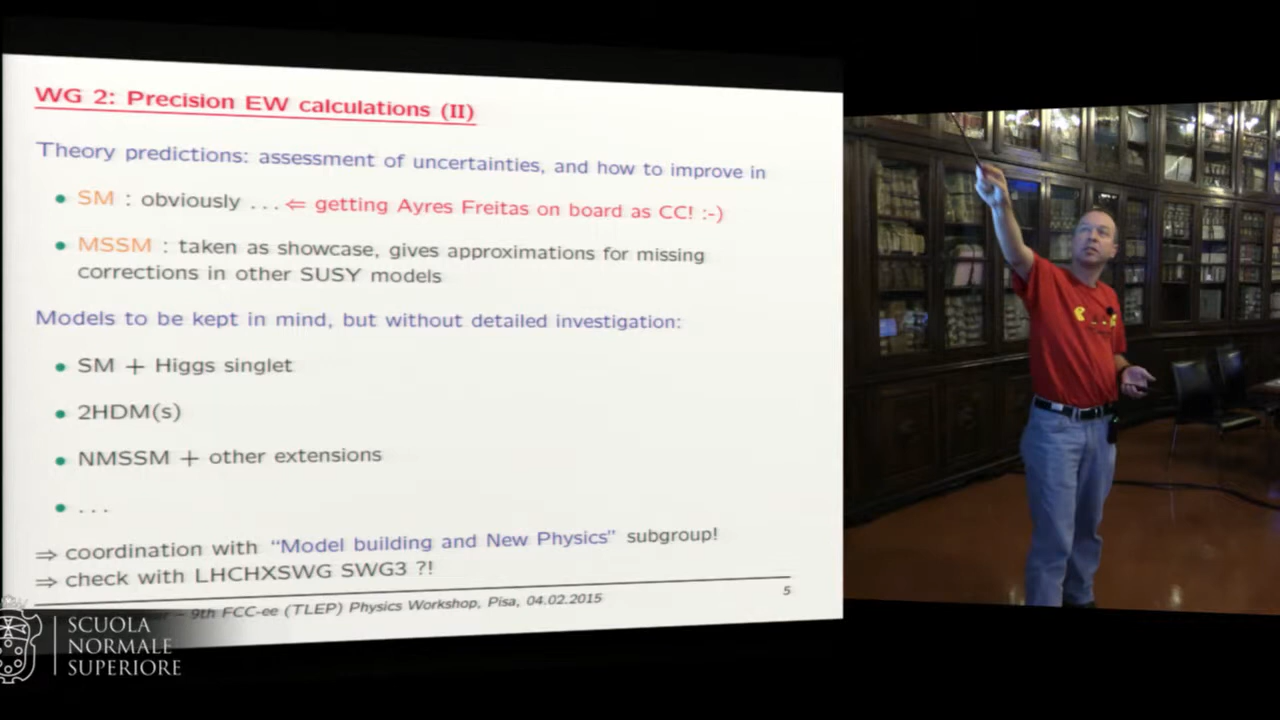 WG 2: Precision EW calculations (II)
Theory predictions: assessment of uncertainties, and how to improve in
• SM : obviously ... ⇐ getting Ayres Freitas on board as CC! :-)
• MSSM : taken as showcase, gives approximations for missing
corrections in other SUSY models
Models to be kept in mind, but without detailed investigation:
• SM + Higgs singlet
• 2HDM(s)
• NMSSM + other extensions
• ...
⇒ coordination with “Model building and New Physics” subgroup!
⇒ check with LHCHXSWG SWG3 ?!
– 9th FCC-ee (TLEP) Physics Workshop, Pisa, 04.02.2015
5
SCUOLA
NORMALE
SUPERIORE